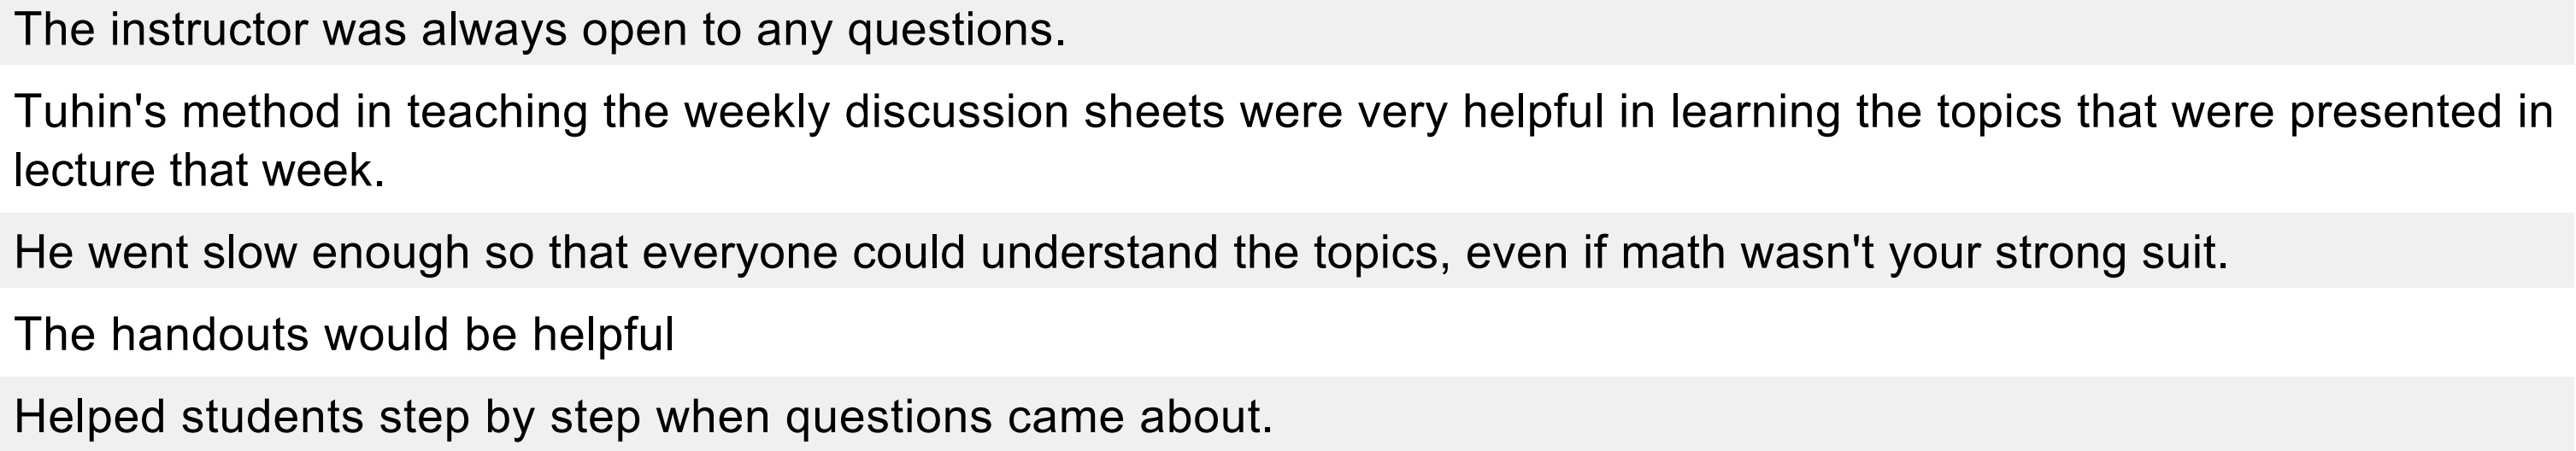 The instructor was always open to any questions.
Tuhin's method in teaching the weekly discussion sheets were very helpful in learning the topics that were presented in
lecture that week.
He went slow enough so that everyone could understand the topics, even if math wasn't your strong suit.
The handouts would be helpful
Helped students step by step when questions came about.